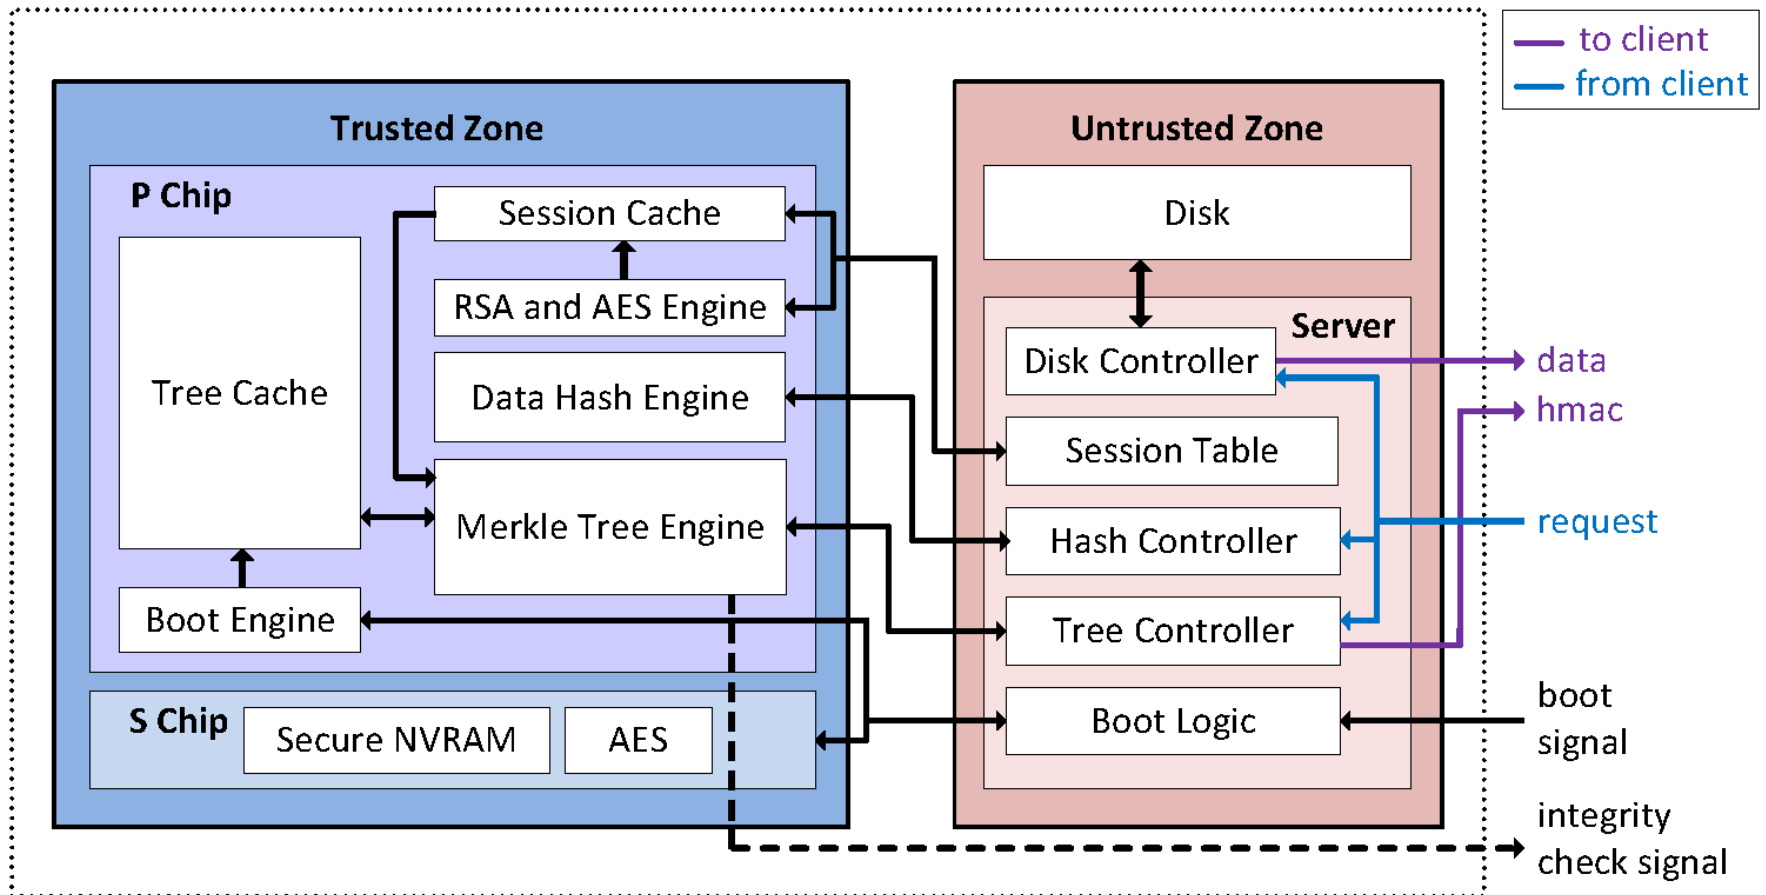 to client
from client
Trusted Zone
Untrusted Zone
P Chip
Session Cache
Disk
RSA and AES Engine
Server
Disk Controller
data
Tree Cache
Data Hash Engine
hmac
Session Table
Merkle Tree Engine
Hash Controller
request
Boot Engine
Tree Controller
S Chip
Secure NVRAM
AES
Boot Logic
boot
signal
integrity
check signal